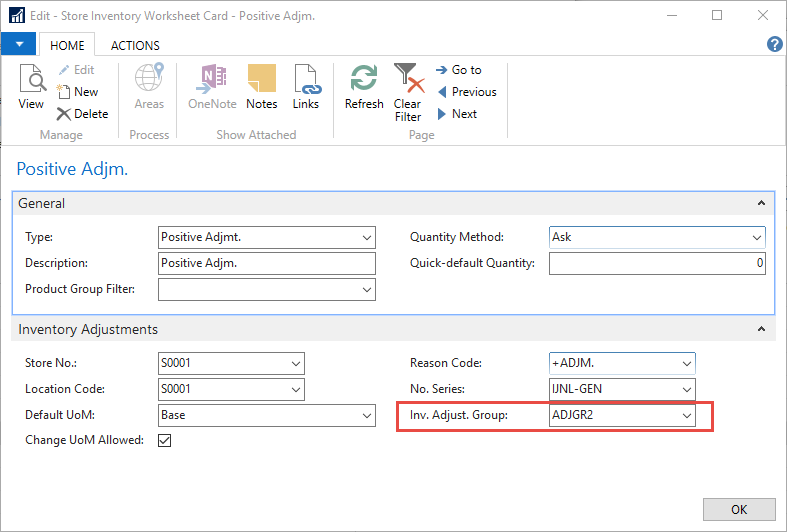 Edit - Store Inventory Worksheet Card - Positive Adjm.
HOME ACTIONS
View
Edit
New
Delete
Manage
Areas
Process
OneNote
Notes
Links
Show Attached
Refresh
Clear
Filter
Go to
Previous
Next
Page
Positive Adjm.
General
Type: Positive Adjmt.
Description: Positive Adjm.
Product Group Filter:
Quantity Method: Ask
Quick-default Quantity: 0
Inventory Adjustments
Store No.: S0001
Location Code: S0001
Default UoM: Base
Change UoM Allowed:
Reason Code: +ADJM.
No. Series: IJNL-GEN
Inv. Adjust. Group: ADJGR2
OK